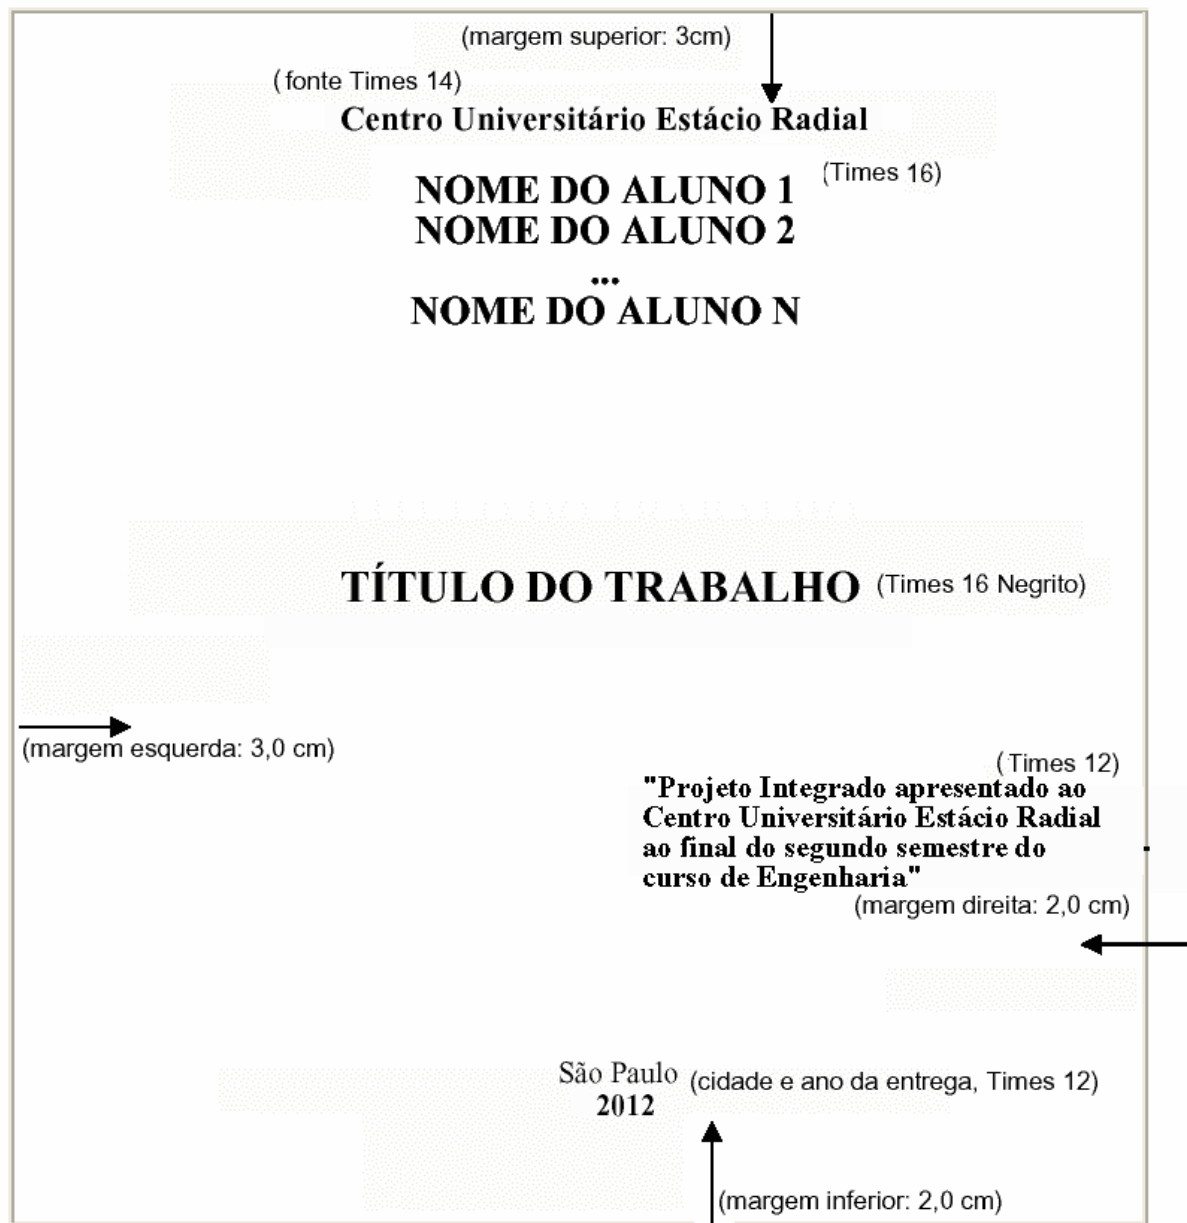 (margem superior: 3cm)
(fonte Times 14)
Centro Universitário Estácio Radial
(Times 16)
NOME DO ALUNO 1
NOME DO ALUNO 2
...
NOME DO ALUNO N
TÍTULO DO TRABALHO (Times 16 Negrito)
(margem esquerda: 3,0 cm)
(Times 12)
"Projeto Integrado apresentado ao
Centro Universitário Estácio Radial
ao final do segundo semestre do
curso de Engenharia"
(margem direita: 2,0 cm)
São Paulo (cidade e ano da entrega, Times 12)
2012
(margem inferior: 2,0 cm)